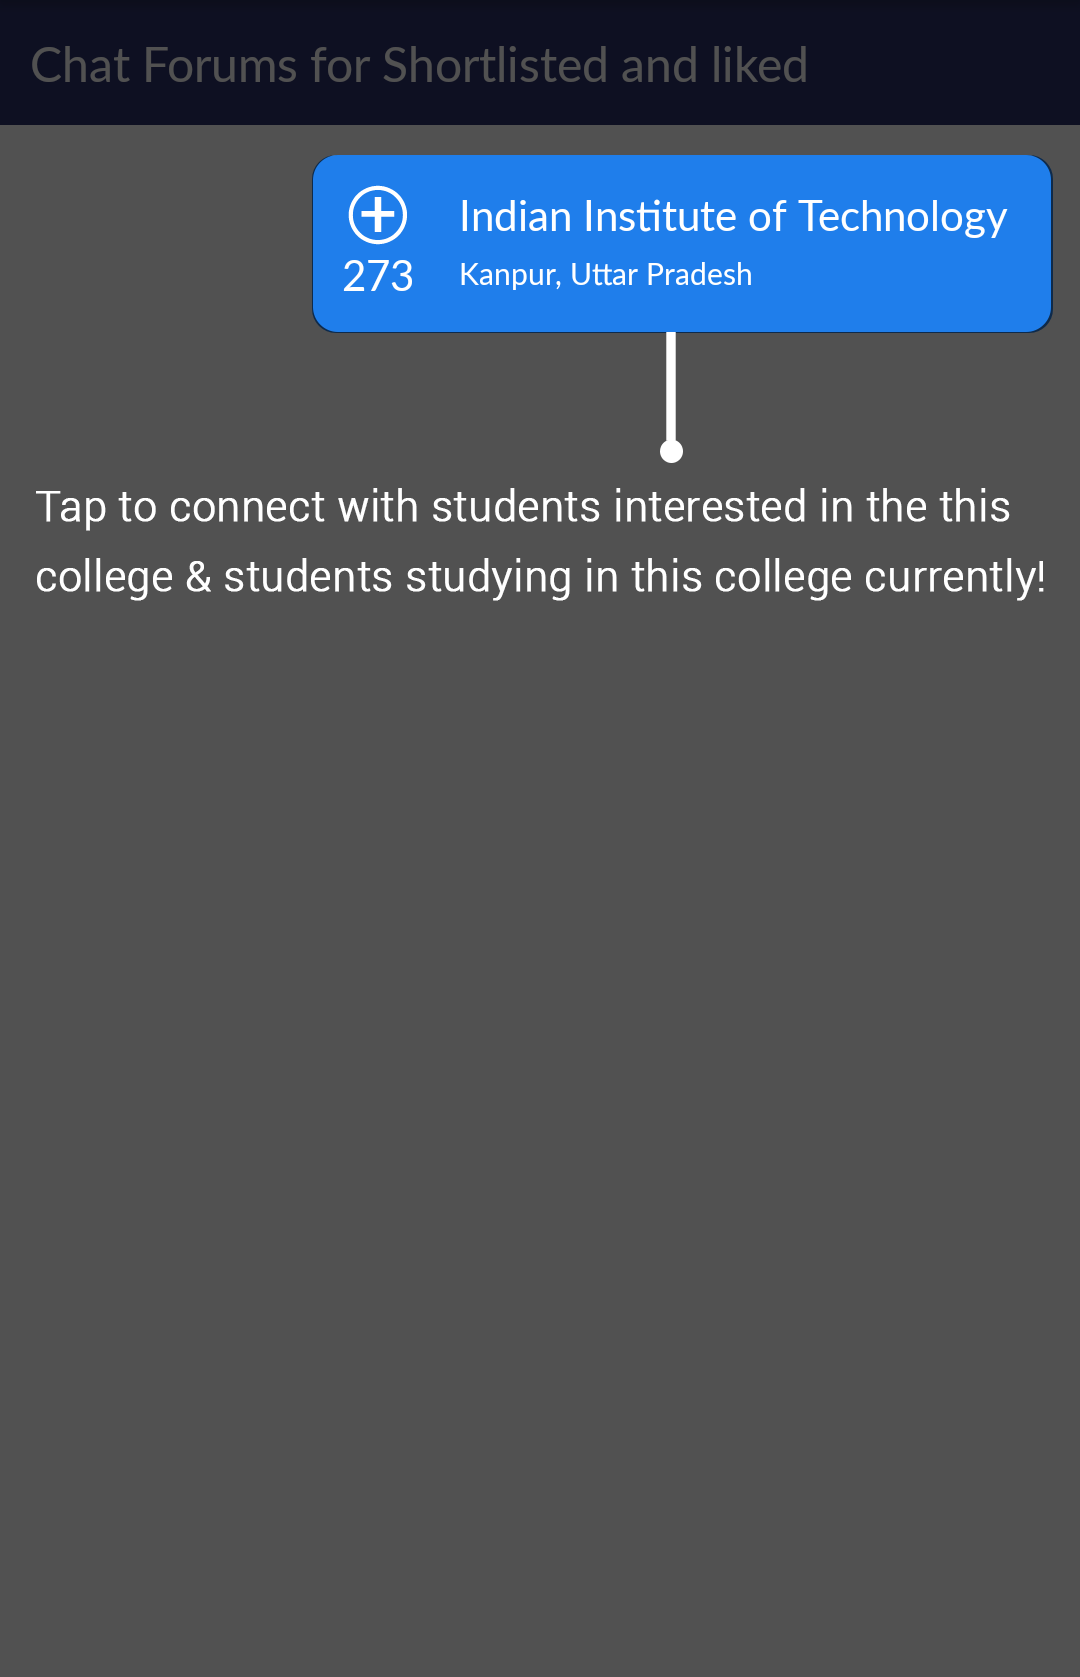 Chat Forums for Shortlisted and liked
Indian Institute of Technology
273
Kanpur, Uttar Pradesh
Tap to connect with students interested in the this
college & students studying in this college currently!